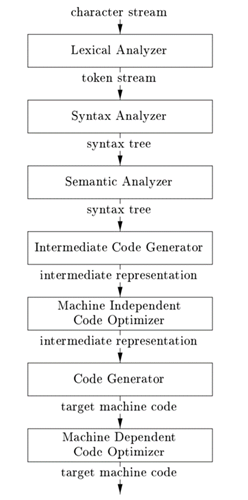 character stream
Lexical Analyzer
token stream
Syntax Analyzer
syntax tree
Semantic Analyzer
syntax tree
Intermediate Code Generator
intermediate representation
Machine Independent
Code Optimizer
intermediate representation
Code Generator
target machine code
Machine Dependent
Code Optimizer
target machine code